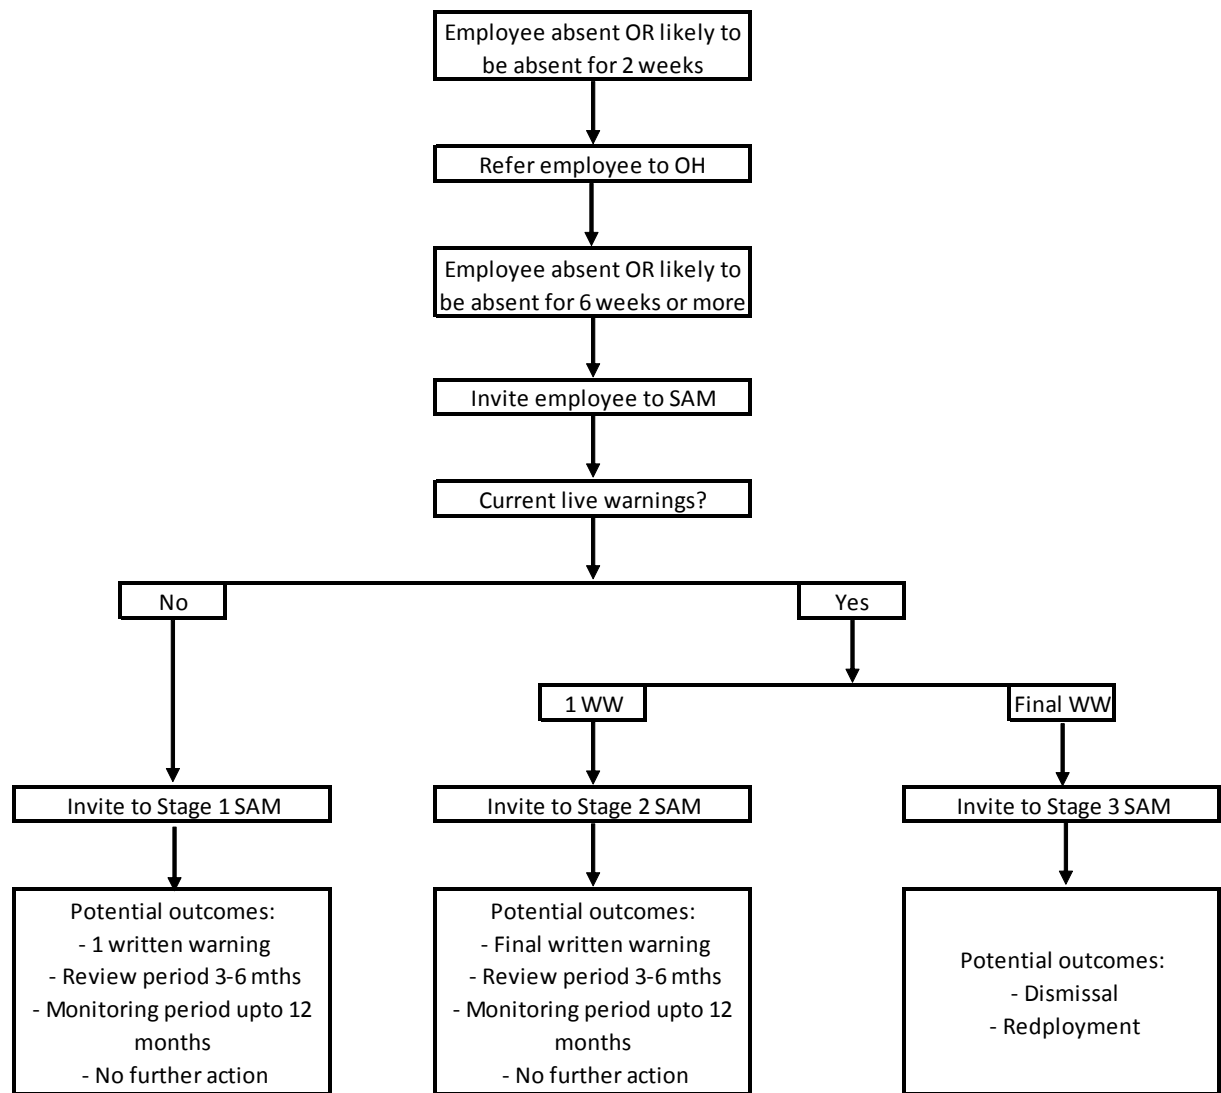 Employee absent OR likely to
be absent for 2 weeks
Refer employee to OH
Employee absent OR likely to
be absent for 6 weeks or more
Invite employee to SAM
Current live warnings?
No
Yes
1 WW
Final WW
Invite to Stage 1 SAM
Invite to Stage 2 SAM
Invite to Stage 3 SAM
Potential outcomes:
- 1 written warning
- Review period 3-6 mths
- Monitoring period upto 12
months
- No further action
Potential outcomes:
- Final written warning
- Review period 3-6 mths
- Monitoring period upto 12
months
- No further action
Potential outcomes:
- Dismissal
- Redployment